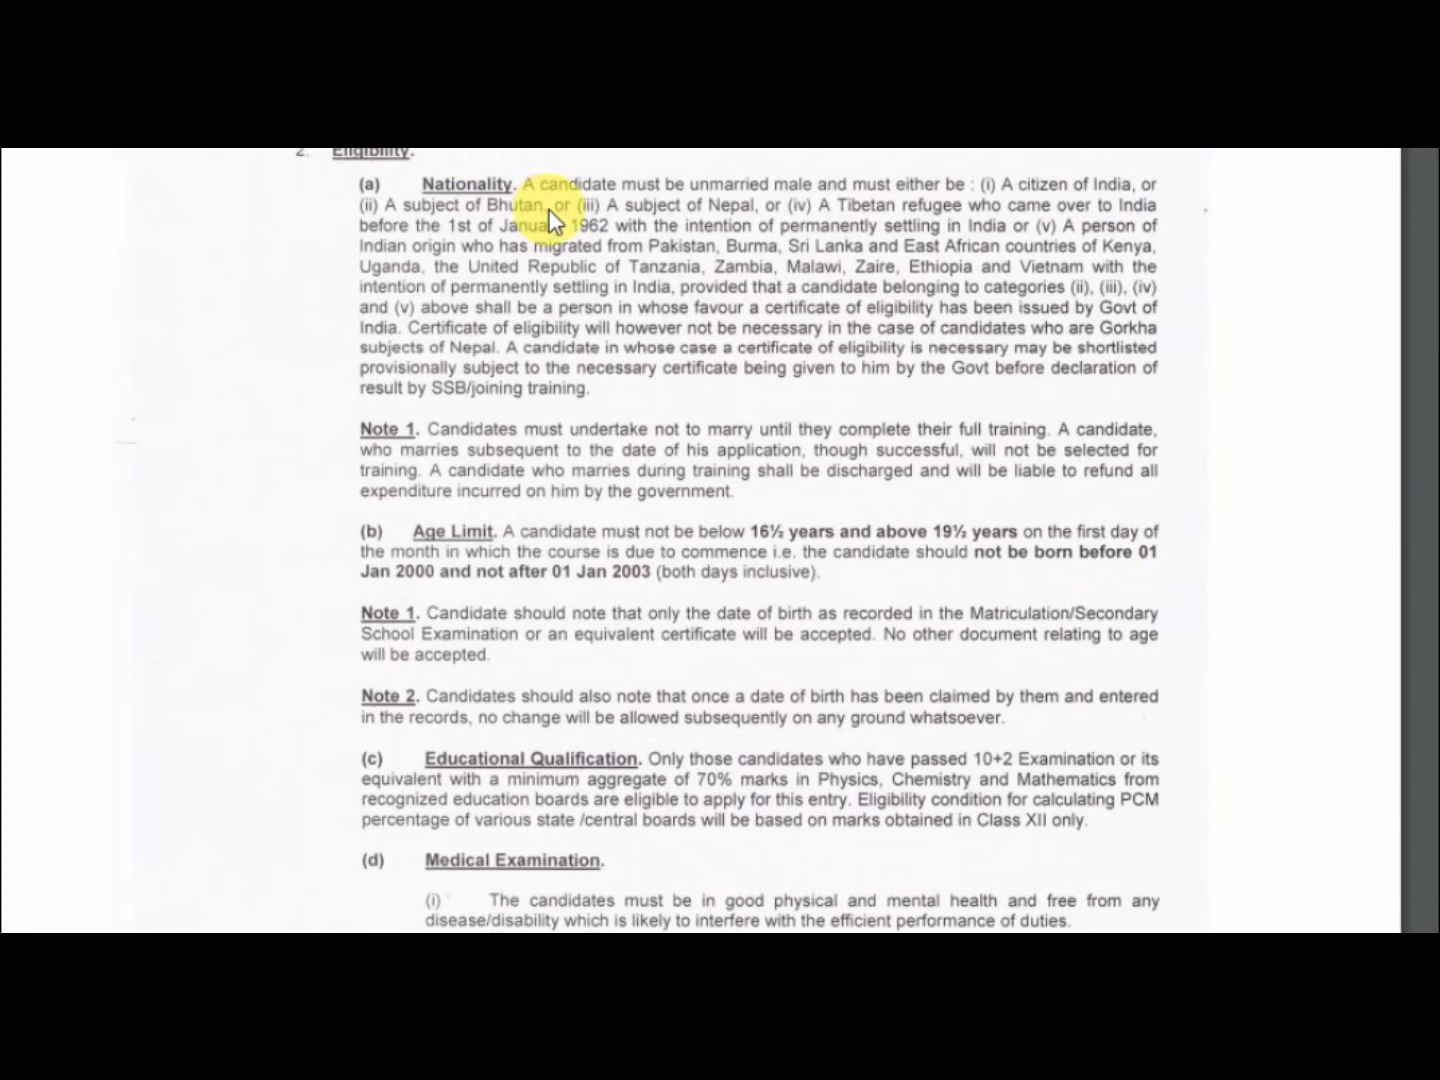 2. Eligibility.
(a) Nationality. A candidate must be unmarried male and must either be : (i) A citizen of India, or
(ii) A subject of Bhutan, or (iii) A subject of Nepal, or (iv) A Tibetan refugee who came over to India
before the 1st of January 1962 with the intention of permanently settling in India or (v) A person of
Indian origin who has migrated from Pakistan, Burma, Sri Lanka and East African countries of Kenya,
Uganda, the United Republic of Tanzania, Zambia, Malawi, Zaire, Ethiopia and Vietnam with the
intention of permanently settling in India, provided that a candidate belonging to categories (ii), (iii), (iv)
and (v) above shall be a person in whose favour a certificate of eligibility has been issued by Govt of
India. Certificate of eligibility will however not be necessary in the case of candidates who are Gorkha
subjects of Nepal. A candidate in whose case a certificate of eligibility is necessary may be shortlisted
provisionally subject to the necessary certificate being given to him by the Govt before declaration of
result by SSB/joining training.
Note 1. Candidates must undertake not to marry until they complete their full training. A candidate,
who marries subsequent to the date of his application, though successful, will not be selected for
training. A candidate who marries during training shall be discharged and will be liable to refund all
expenditure incurred on him by the government.
(b) Age Limit. A candidate must not be below 16½ years and above 19½ years on the first day of
the month in which the course is due to commence i.e. the candidate should not be born before 01
Jan 2000 and not after 01 Jan 2003 (both days inclusive).
Note 1. Candidate should note that only the date of birth as recorded in the Matriculation/Secondary
School Examination or an equivalent certificate will be accepted. No other document relating to age
will be accepted.
Note 2. Candidates should also note that once a date of birth has been claimed by them and entered
in the records, no change will be allowed subsequently on any ground whatsoever.
(c) Educational Qualification. Only those candidates who have passed 10+2 Examination or its
equivalent with a minimum aggregate of 70% marks in Physics, Chemistry and Mathematics from
recognized education boards are eligible to apply for this entry. Eligibility condition for calculating PCM
percentage of various state /central boards will be based on marks obtained in Class XII only.
(d) Medical Examination.
(i) The candidates must be in good physical and mental health and free from any
disease/disability which is likely to interfere with the efficient performance of duties.